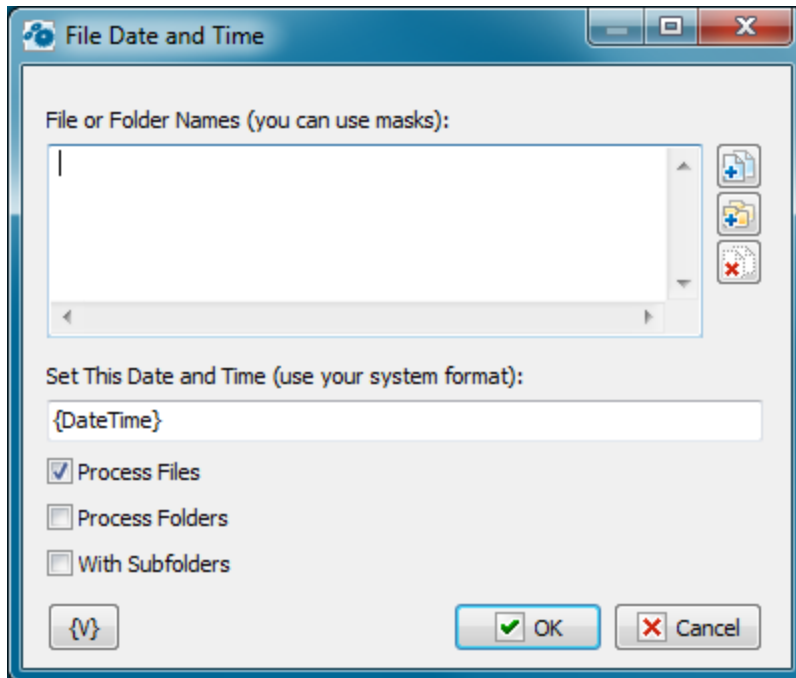 File Date and Time
File or Folder Names (you can use masks):
Set This Date and Time (use your system format):
{DateTime}
Process Files
Process Folders
With Subfolders
{V}
OK
Cancel